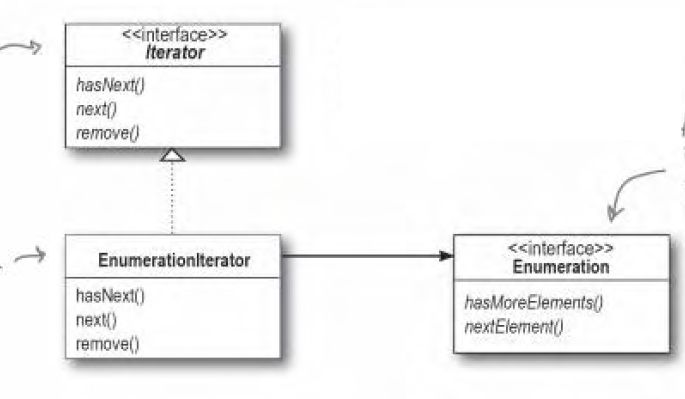 <<interface>>
Iterator
hasNext()
next()
remove()
EnumerationIterator
hasNext()
next()
remove()
<<interface>>
Enumeration
hasMoreElements()
nextElement()